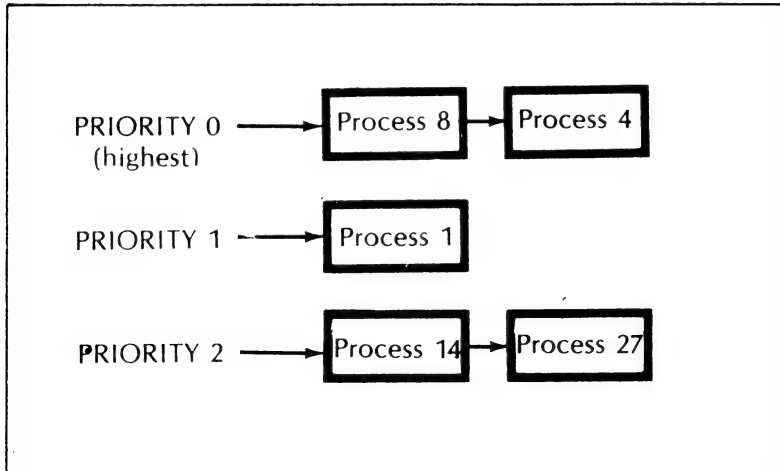 PRIORITY 0
(highest)
Process 8
Process 4
PRIORITY 1
Process 1
PRIORITY 2
Process 14
Process 27